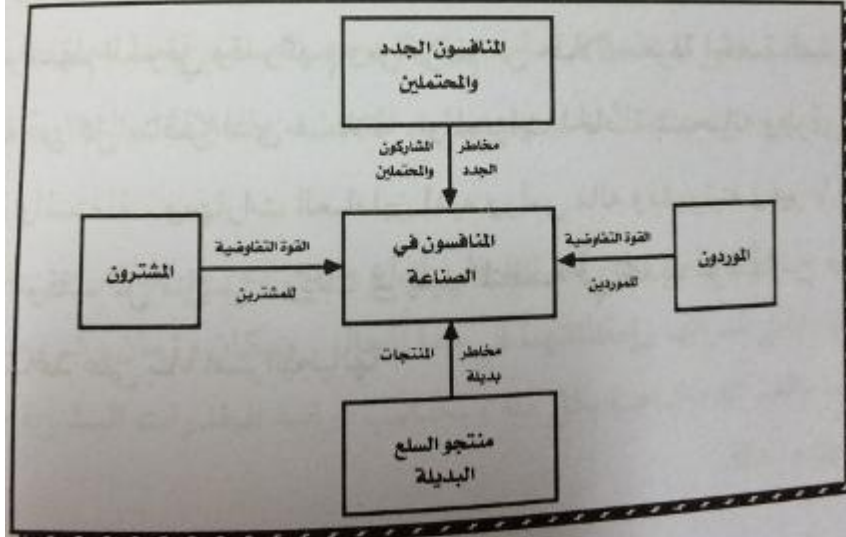 المنافسون الجدد
والمحتملين
مخاطر المشاركون
الجدد والمحتملين
الموردون
القوة التفاوضية
للموردين
المنافسون في
الصناعة
القوة التفاوضية
للمشترين
المشترون
مخاطر المنتجات
بديلة
منتجو السلع
البديلة